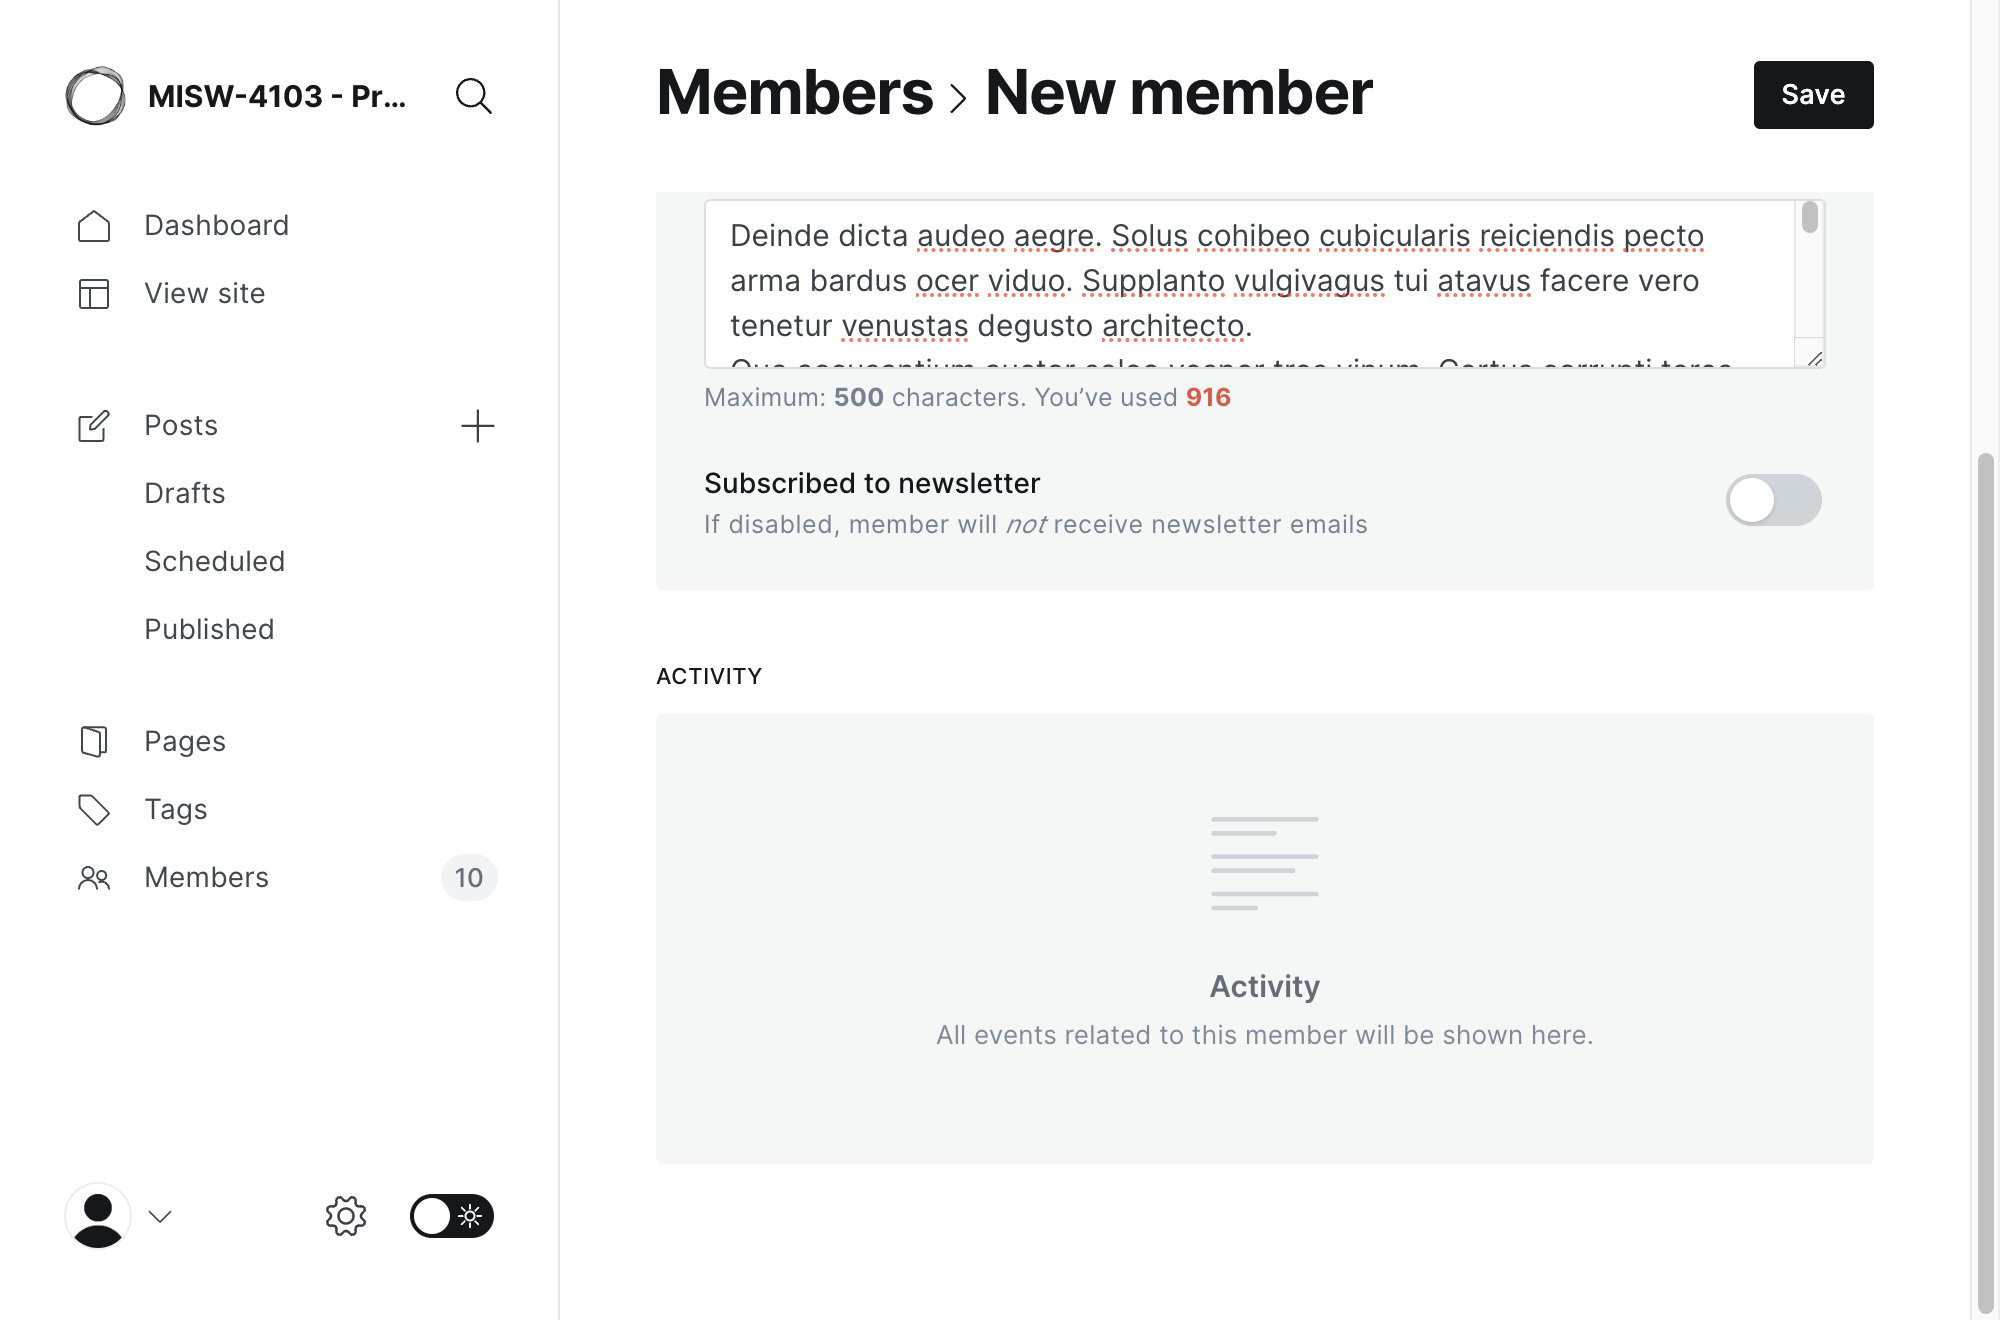 MISW-4103 - Pr...
Dashboard
View site
Posts
Drafts
Scheduled
Published
Pages
Tags
Members
10
Members
New member
Save
Deinde dicta audeo aegre. Solus cohibeo cubicularis reiciendis pecto
arma bardus ocer viduo. Supplanto vulgivagus tui atavus facere vero
tenetur venustas degusto architecto.
Maximum: 500 characters. You’ve used 916
Subscribed to newsletter
If disabled, member will not receive newsletter emails
ACTIVITY
Activity
All events related to this member will be shown here.